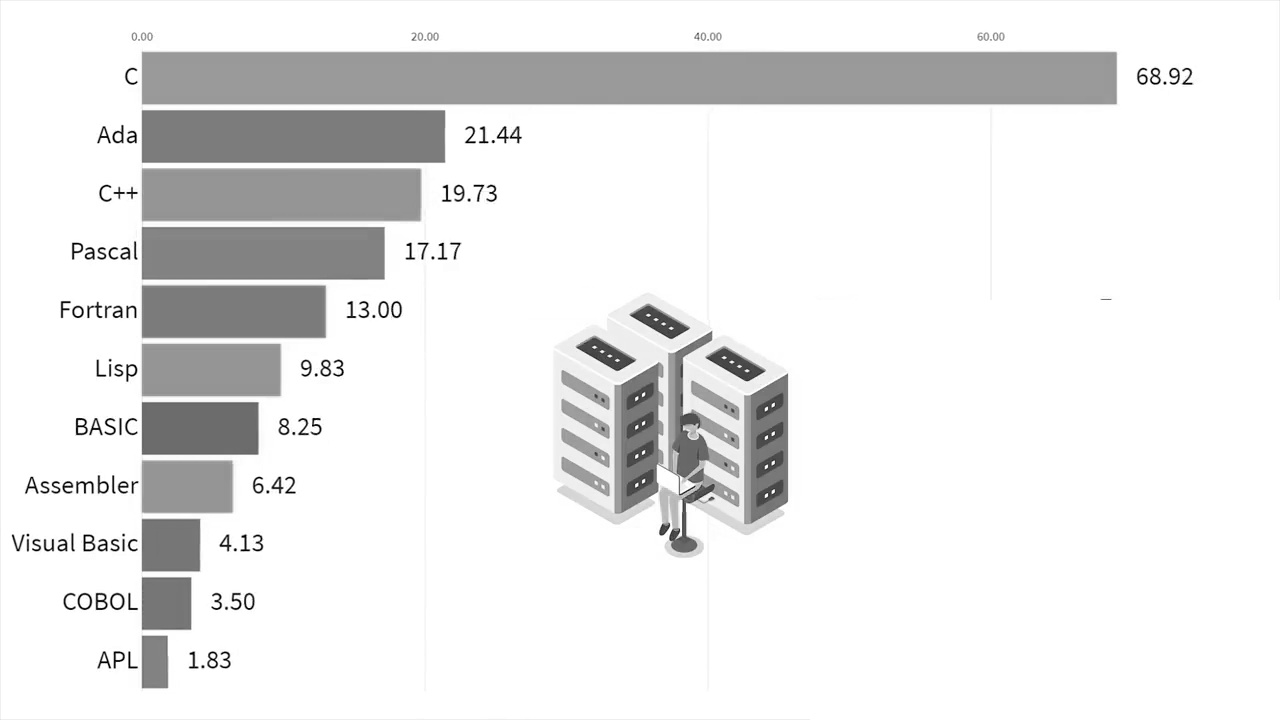 0.00 20.00 40.00 60.00
C 68.92
Ada 21.44
C++ 19.73
Pascal 17.17
Fortran 13.00
Lisp 9.83
BASIC 8.25
Assembler 6.42
Visual Basic 4.13
COBOL 3.50
APL 1.83